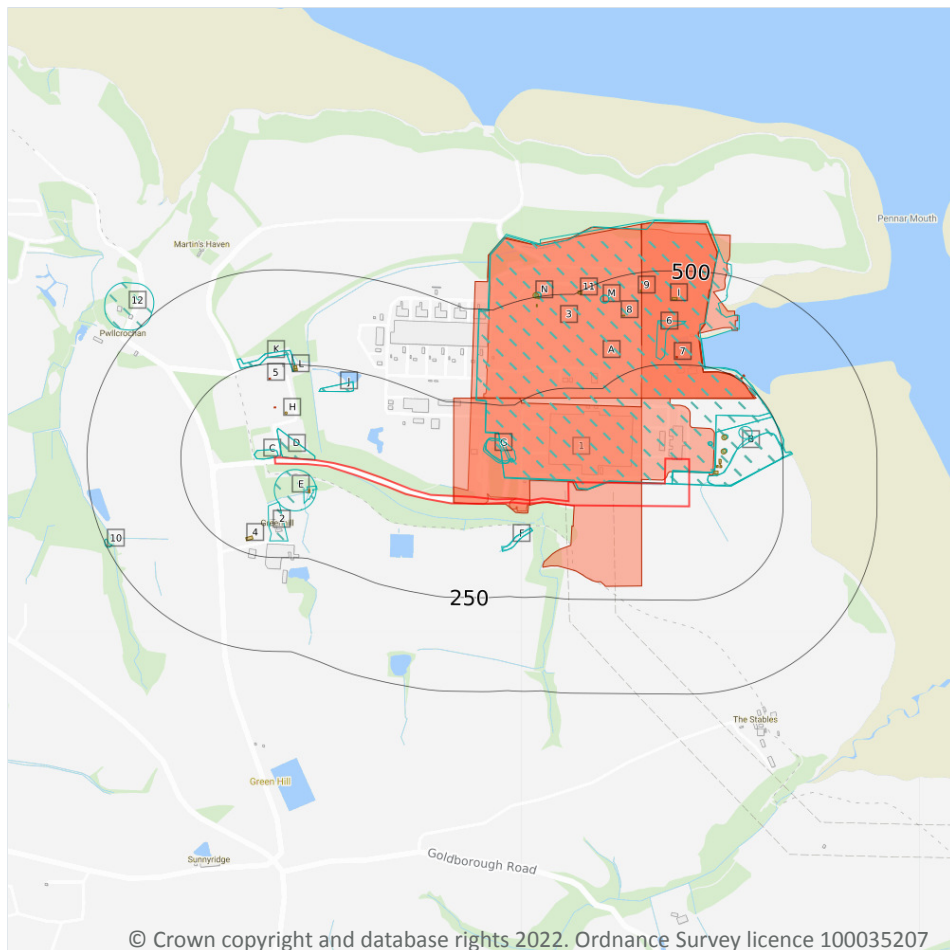 Pennar Mouth
Martin's Haven
500
12
N
11
M
9
I
3
8
6
Pwllcrochan
K
A
7
L
5
J
H
G
1
B
C
D
E
2
4
F
10
250
The Stables
Green Hill
Sunnyridge
Goldborough Road
© Crown copyright and database rights 2022. Ordnance Survey licence 100035207